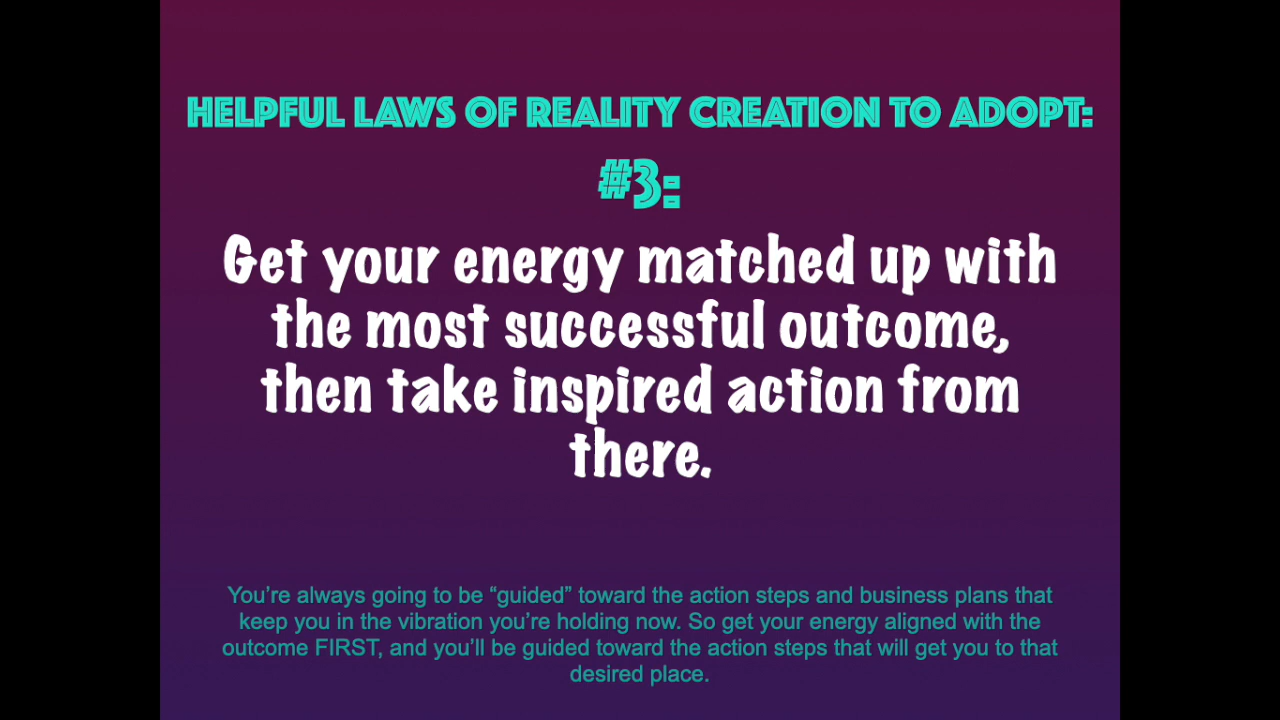 HELPFUL LAWS OF REALITY CREATION TO ADOPT:
#3:
Get your energy matched up with
the most successful outcome,
then take inspired action from
there.
You’re always going to be “guided” toward the action steps and business plans that
keep you in the vibration you’re holding now. So get your energy aligned with the
outcome FIRST, and you’ll be guided toward the action steps that will get you to that
desired place.